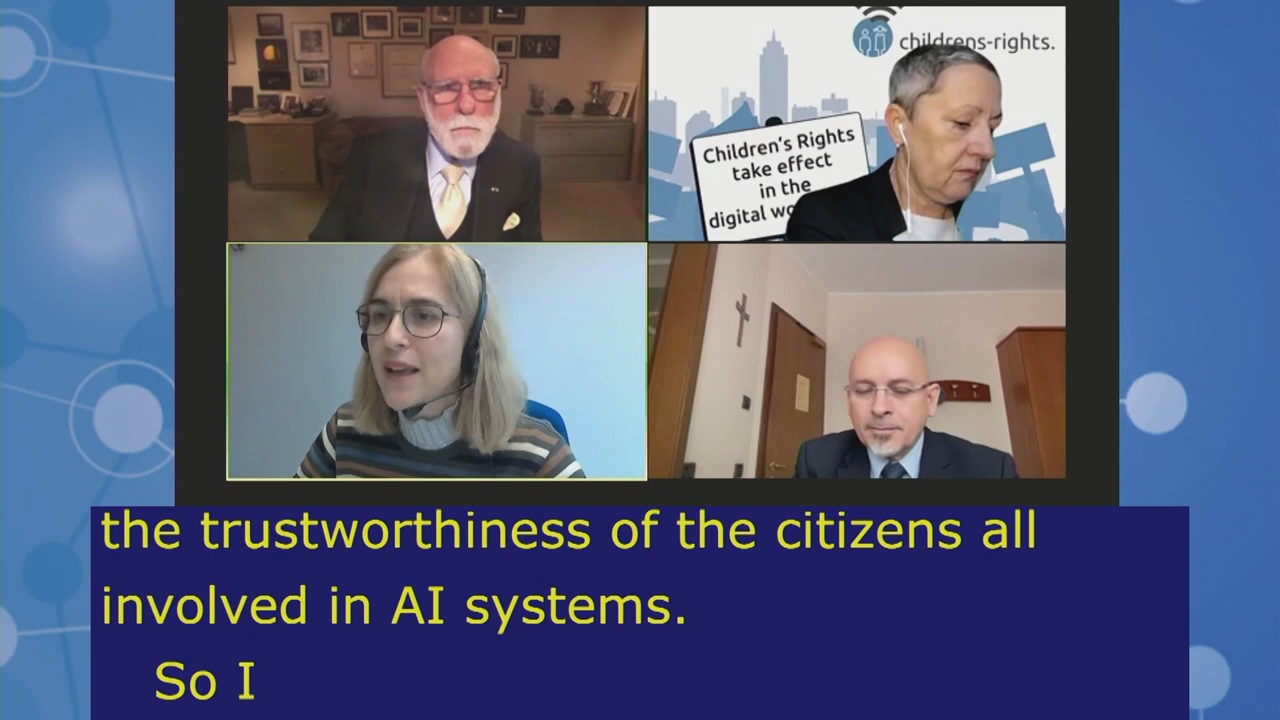 childrens-rights.
Children's Rights
take effect
in the
digital wo
the trustworthiness of the citizens all
involved in AI systems.
So I